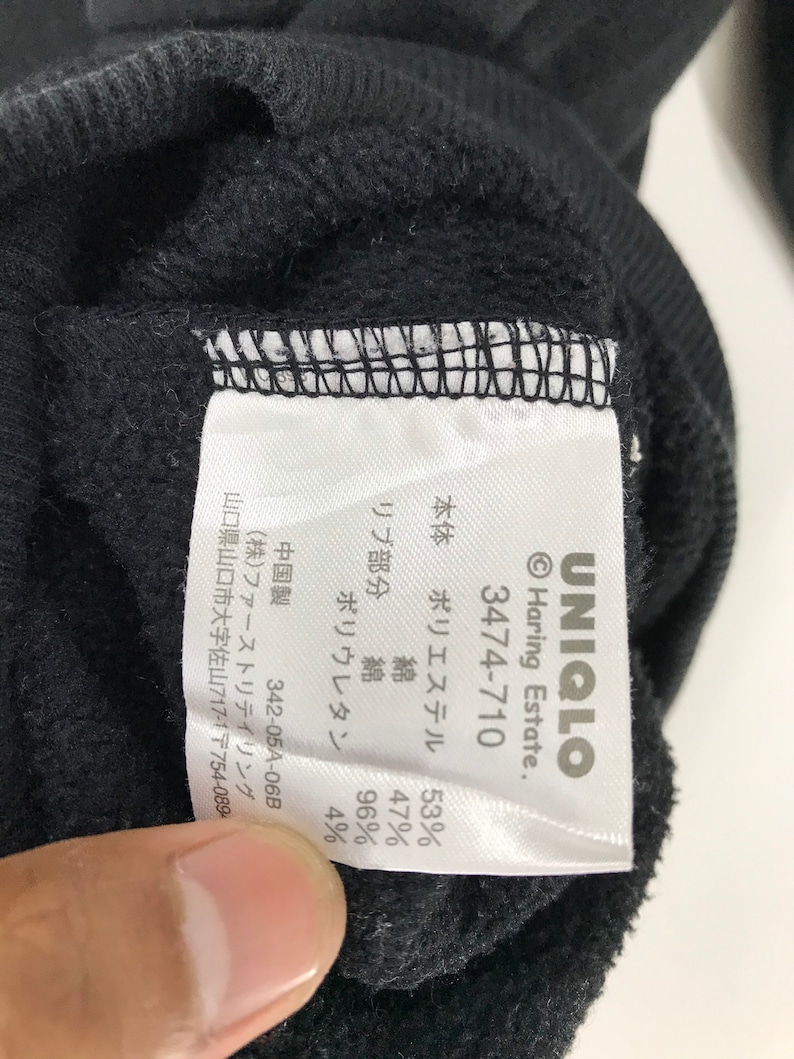 UNIQLO
© Haring Estate.
3474-710
本体 ポリエステル 53%
綿 47%
リブ部分 綿 96%
ポリウレタン 4%
中国製 342-05A-06B
(株)ファーストリテイリング
山口県山口市大字佐山717-1〒754-0894